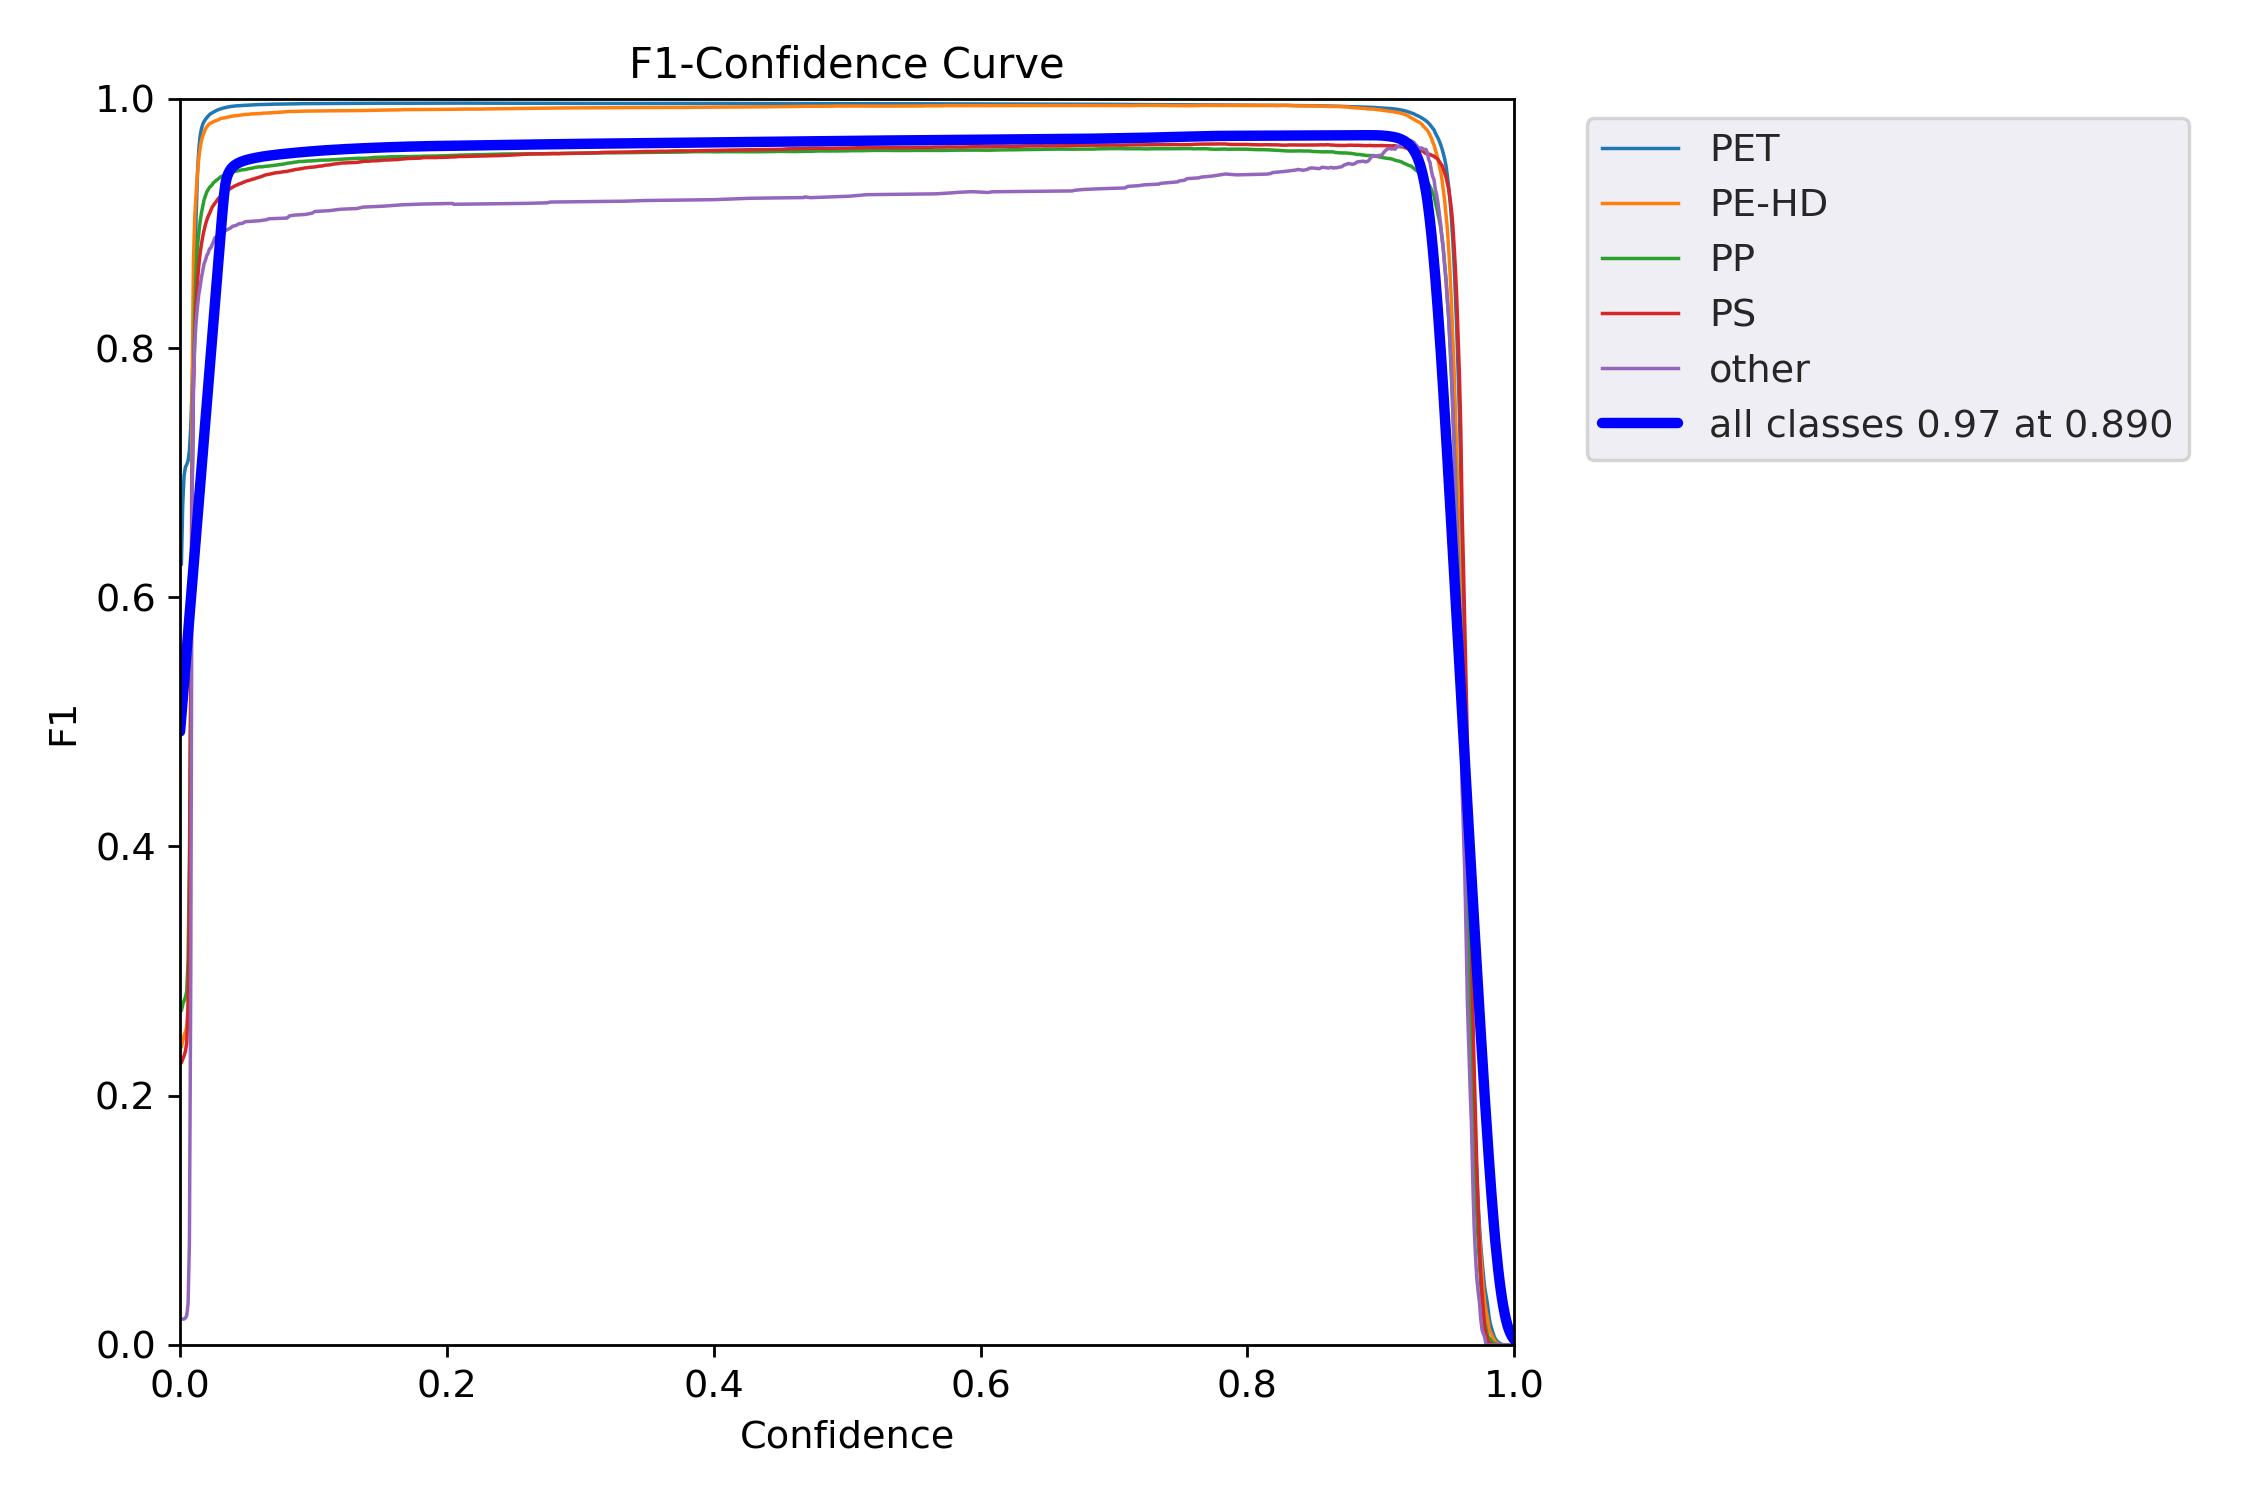 F1-Confidence Curve
1.0
0.8
0.6
0.4
0.2
0.0
F1
0.0 0.2 0.4 0.6 0.8 1.0
Confidence
PET
PE-HD
PP
PS
other
all classes 0.97 at 0.890